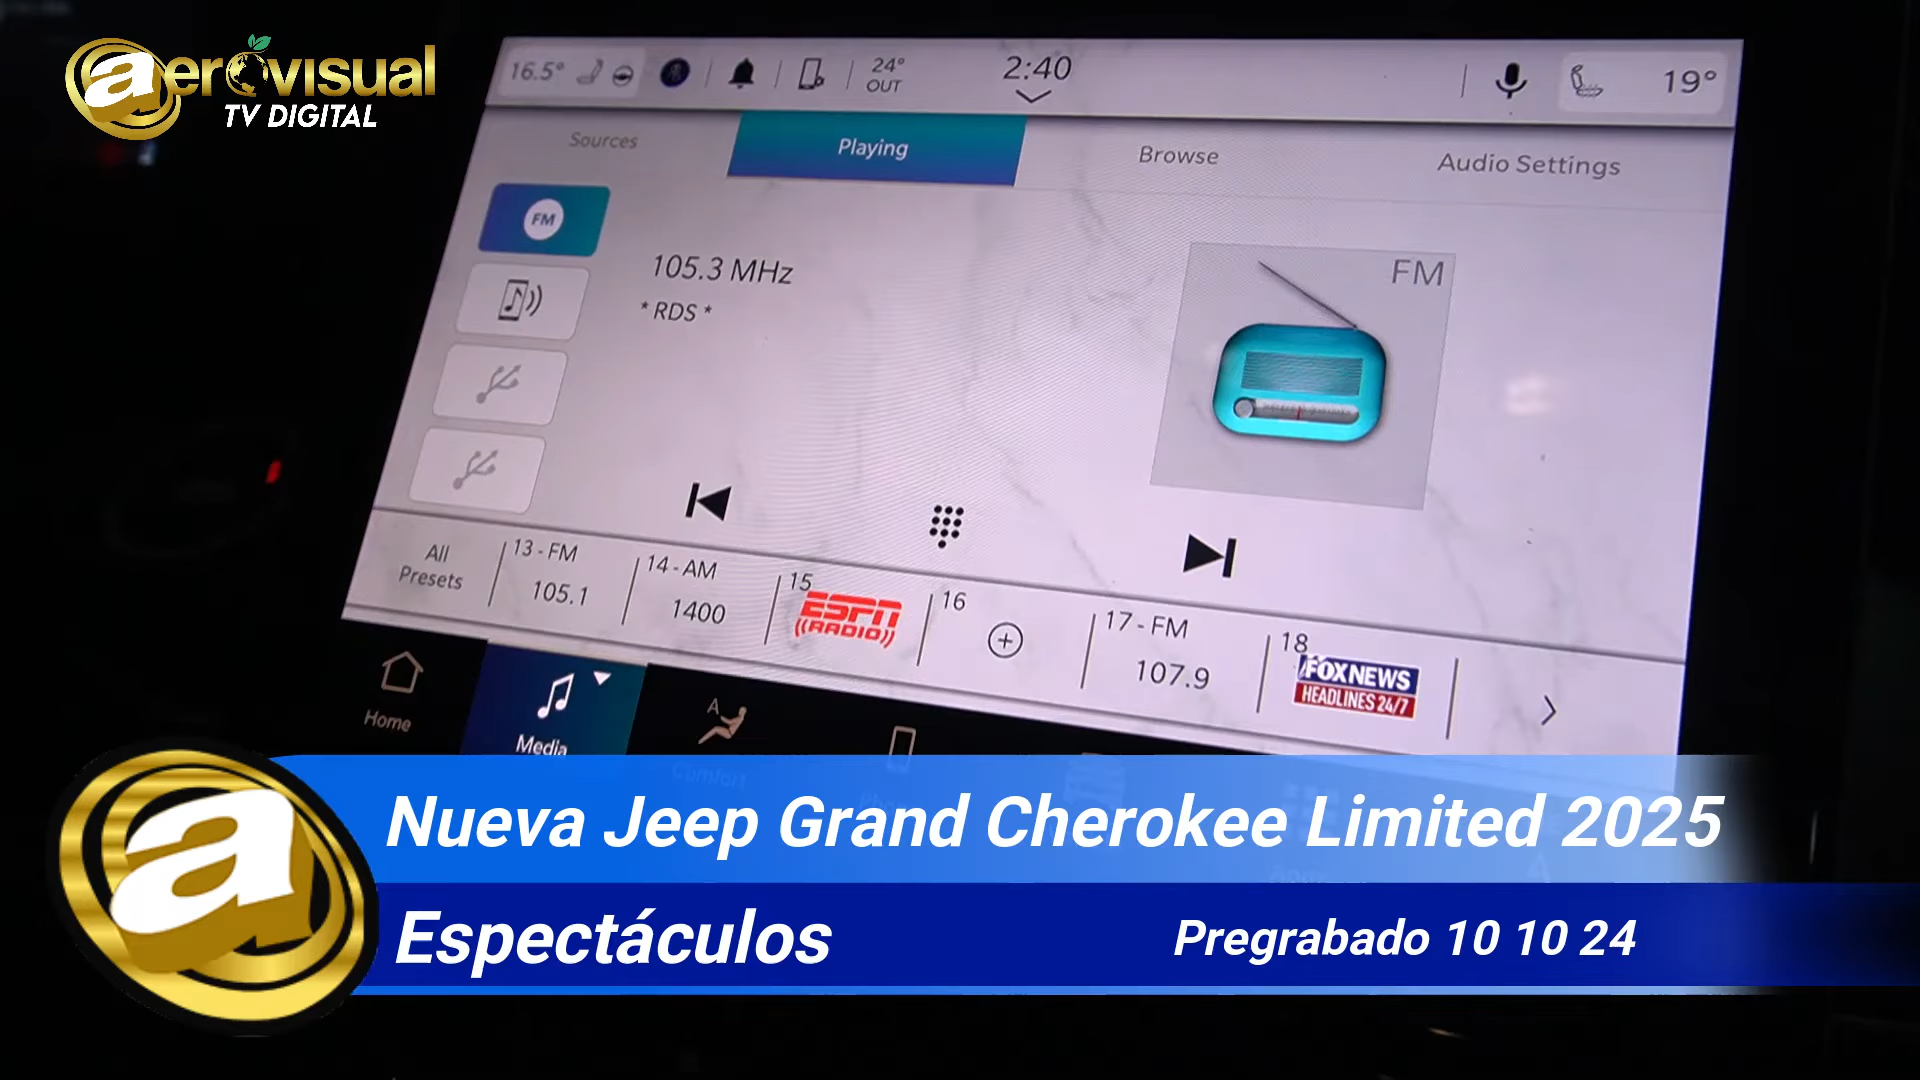 aerovisual
TV DIGITAL
16.5°
24°
OUT
2:40
19°
Sources
Playing
Browse
Audio Settings
FM
105.3 MHz
* RDS *
FM
All
Presets
13 - FM
105.1
14 - AM
1400
15
ESPN
((RADIO))
16
17 - FM
107.9
18
FOX NEWS
HEADLINES 24/7
Home
Media
Comfort
Nueva Jeep Grand Cherokee Limited 2025
a
Espectáculos
Pregrabado 10 10 24